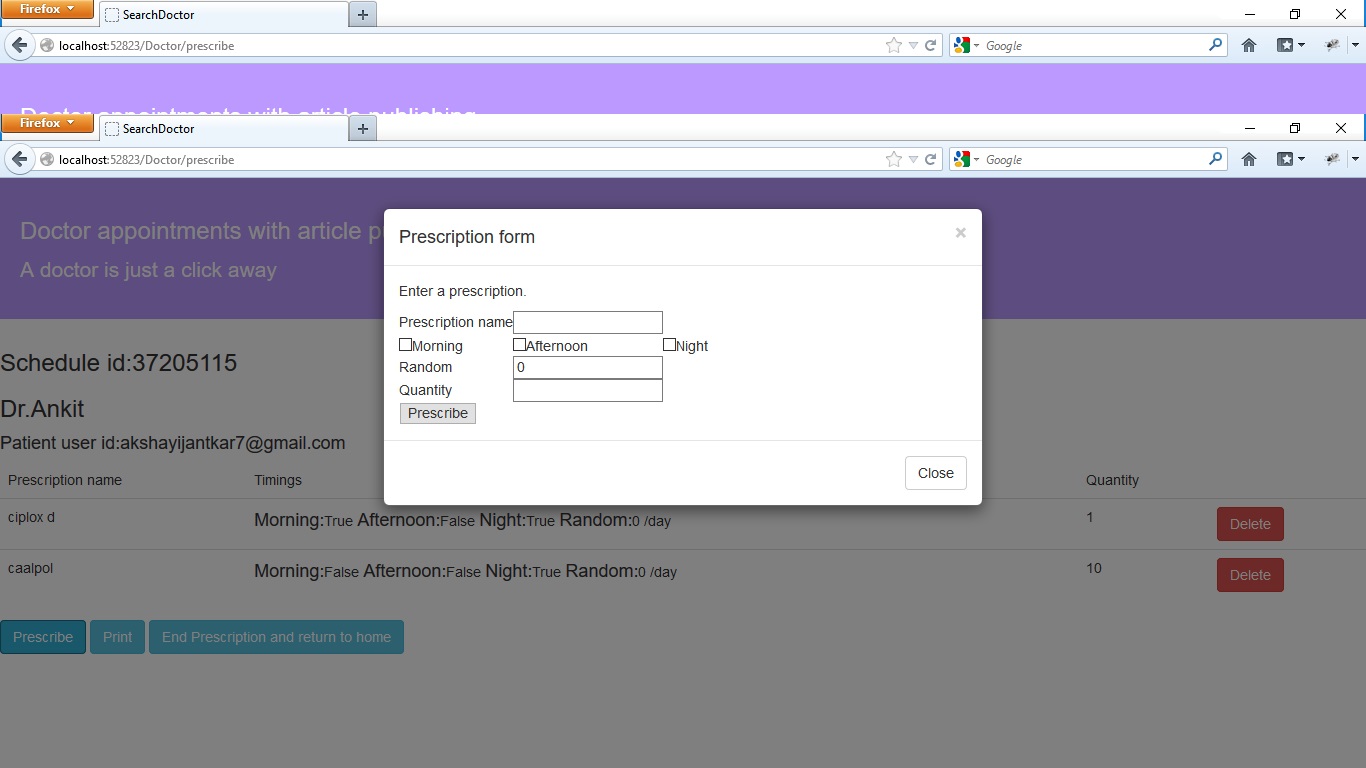 Firefox SearchDoctor
localhost:52823/Doctor/prescribe Google
Doctor appointments with article publishing
Firefox SearchDoctor
localhost:52823/Doctor/prescribe Google
Doctor appointments with article p
A doctor is just a click away
Prescription form ×
Enter a prescription.
Prescription name
Morning Afternoon Night
Random 0
Quantity
Prescribe
Close
Schedule id:37205115
Dr.Ankit
Patient user id:akshayijantkar7@gmail.com
Prescription name Timings Quantity
ciplox d Morning:True Afternoon:False Night:True Random:0 /day 1 Delete
caalpol Morning:False Afternoon:False Night:True Random:0 /day 10 Delete
Prescribe Print End Prescription and return to home